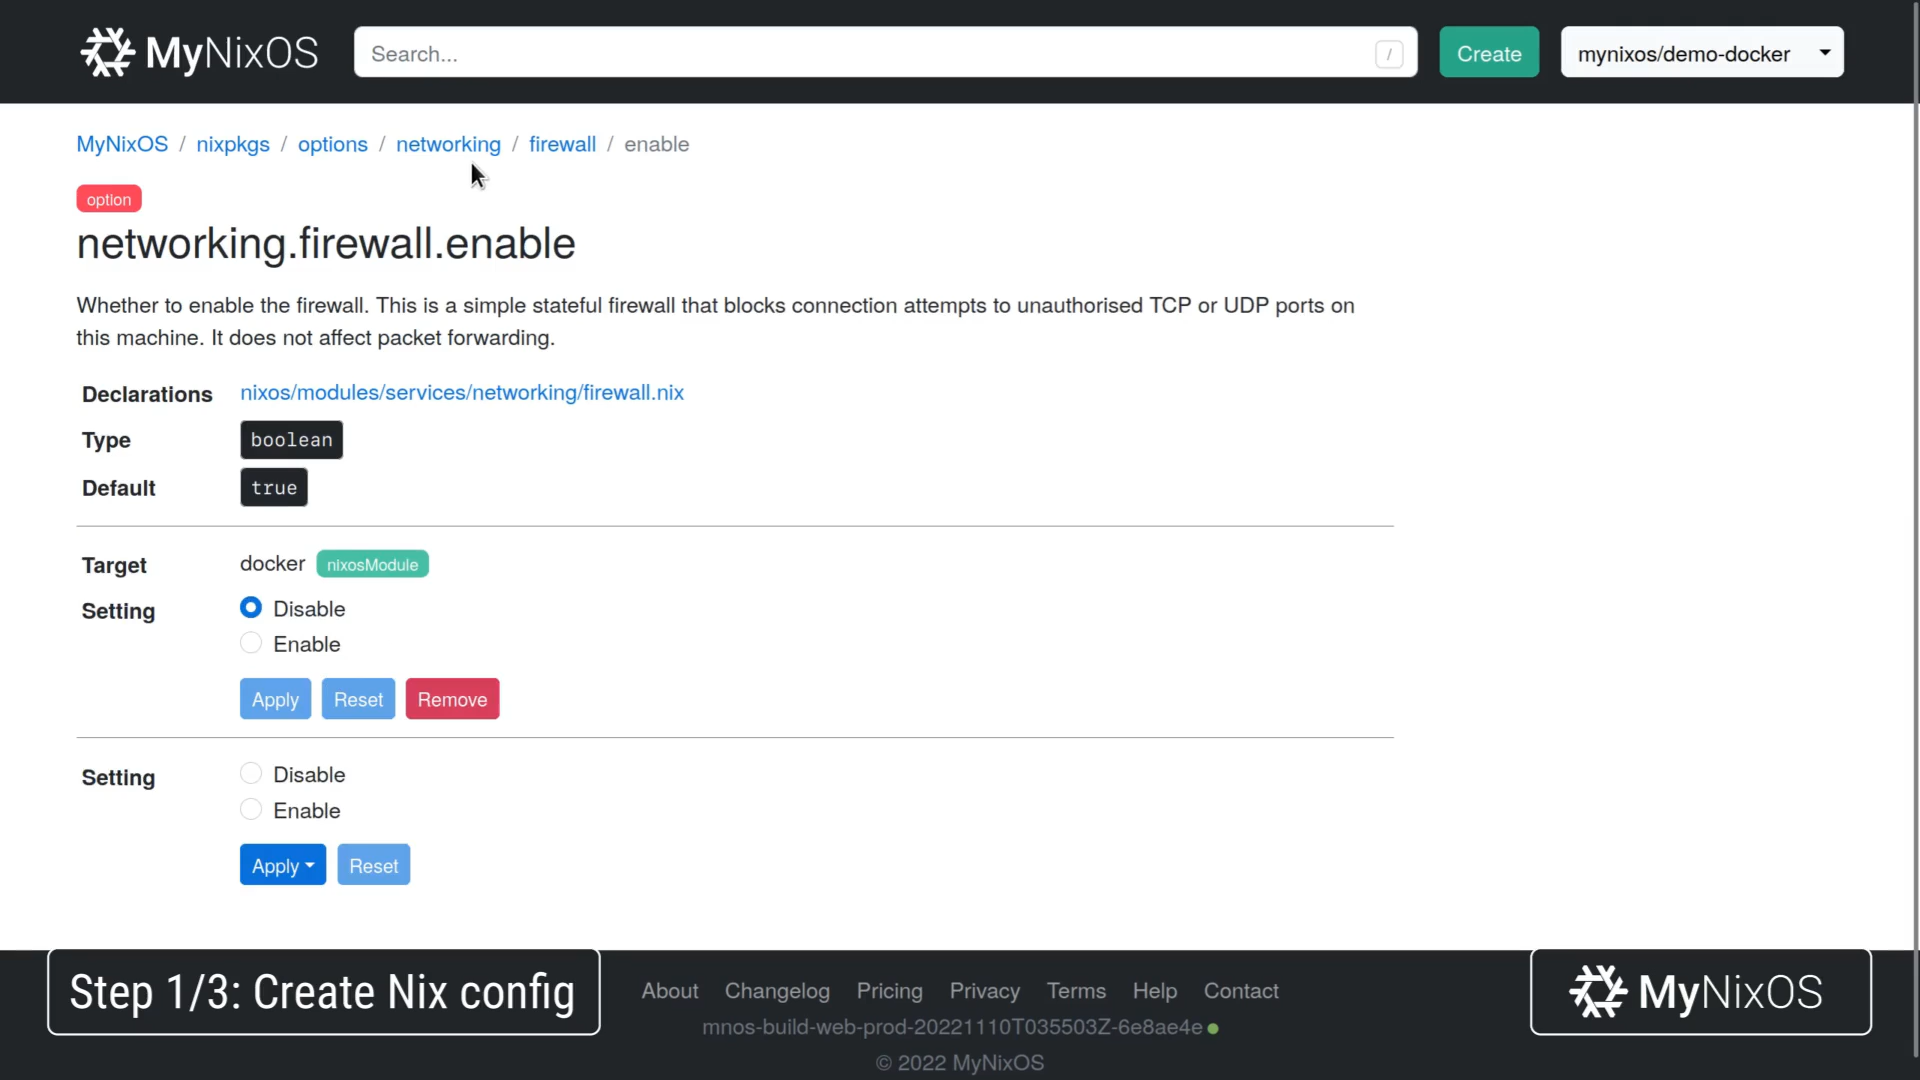 MyNixOS
Search...
/
Create
mynixos/demo-docker
MyNixOS / nixpkgs / options / networking / firewall / enable
option
networking.firewall.enable
Whether to enable the firewall. This is a simple stateful firewall that blocks connection attempts to unauthorised TCP or UDP ports on
this machine. It does not affect packet forwarding.
Declarations nixos/modules/services/networking/firewall.nix
Type boolean
Default true
Target docker nixosModule
Setting Disable
Enable
Apply Reset Remove
Setting Disable
Enable
Apply Reset
Step 1/3: Create Nix config
About Changelog Pricing Privacy Terms Help Contact
mnos-build-web-prod-20221110T035503Z-6e8ae4e
© 2022 MyNixOS
MyNixOS